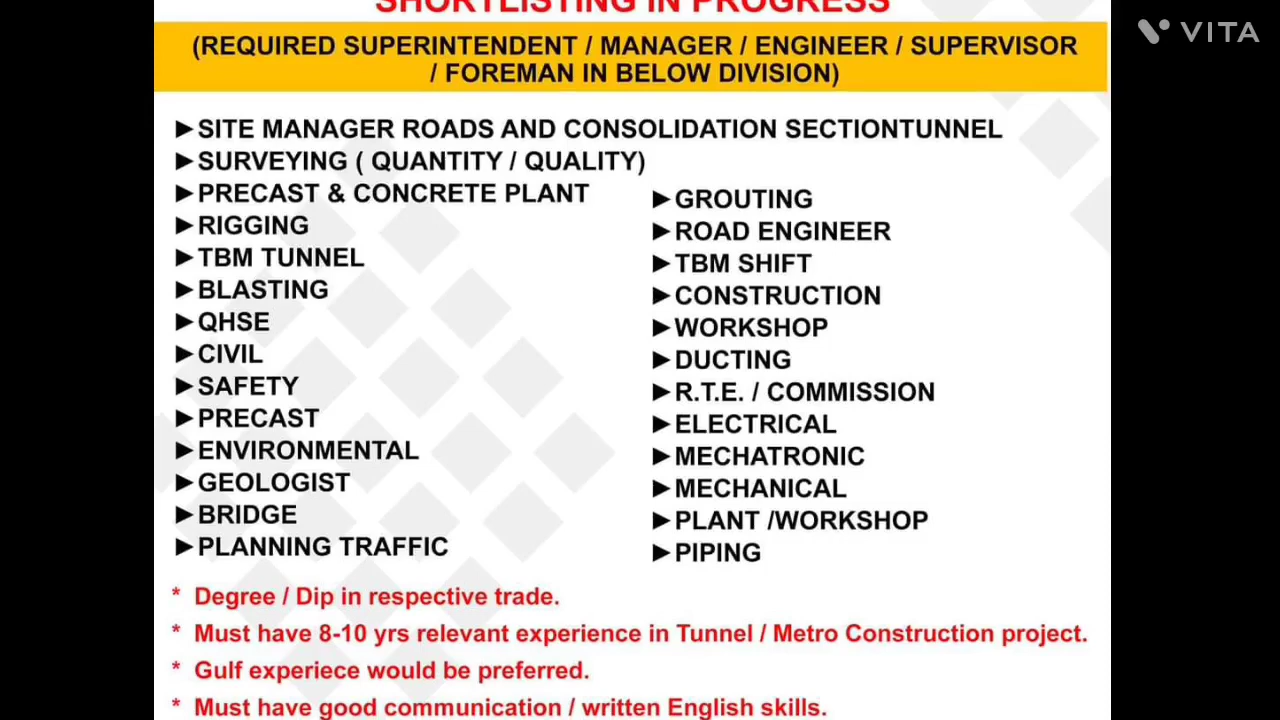 SHORTLISTING IN PROGRESS
VITA
(REQUIRED SUPERINTENDENT / MANAGER / ENGINEER / SUPERVISOR
/ FOREMAN IN BELOW DIVISION)
►SITE MANAGER ROADS AND CONSOLIDATION SECTIONTUNNEL
►SURVEYING ( QUANTITY / QUALITY)
►PRECAST & CONCRETE PLANT
►RIGGING
►TBM TUNNEL
►BLASTING
►QHSE
►CIVIL
►SAFETY
►PRECAST
►ENVIRONMENTAL
►GEOLOGIST
►BRIDGE
►PLANNING TRAFFIC
►GROUTING
►ROAD ENGINEER
►TBM SHIFT
►CONSTRUCTION
►WORKSHOP
►DUCTING
►R.T.E. / COMMISSION
►ELECTRICAL
►MECHATRONIC
►MECHANICAL
►PLANT /WORKSHOP
►PIPING
* Degree / Dip in respective trade.
* Must have 8-10 yrs relevant experience in Tunnel / Metro Construction project.
* Gulf experiece would be preferred.
* Must have good communication / written English skills.